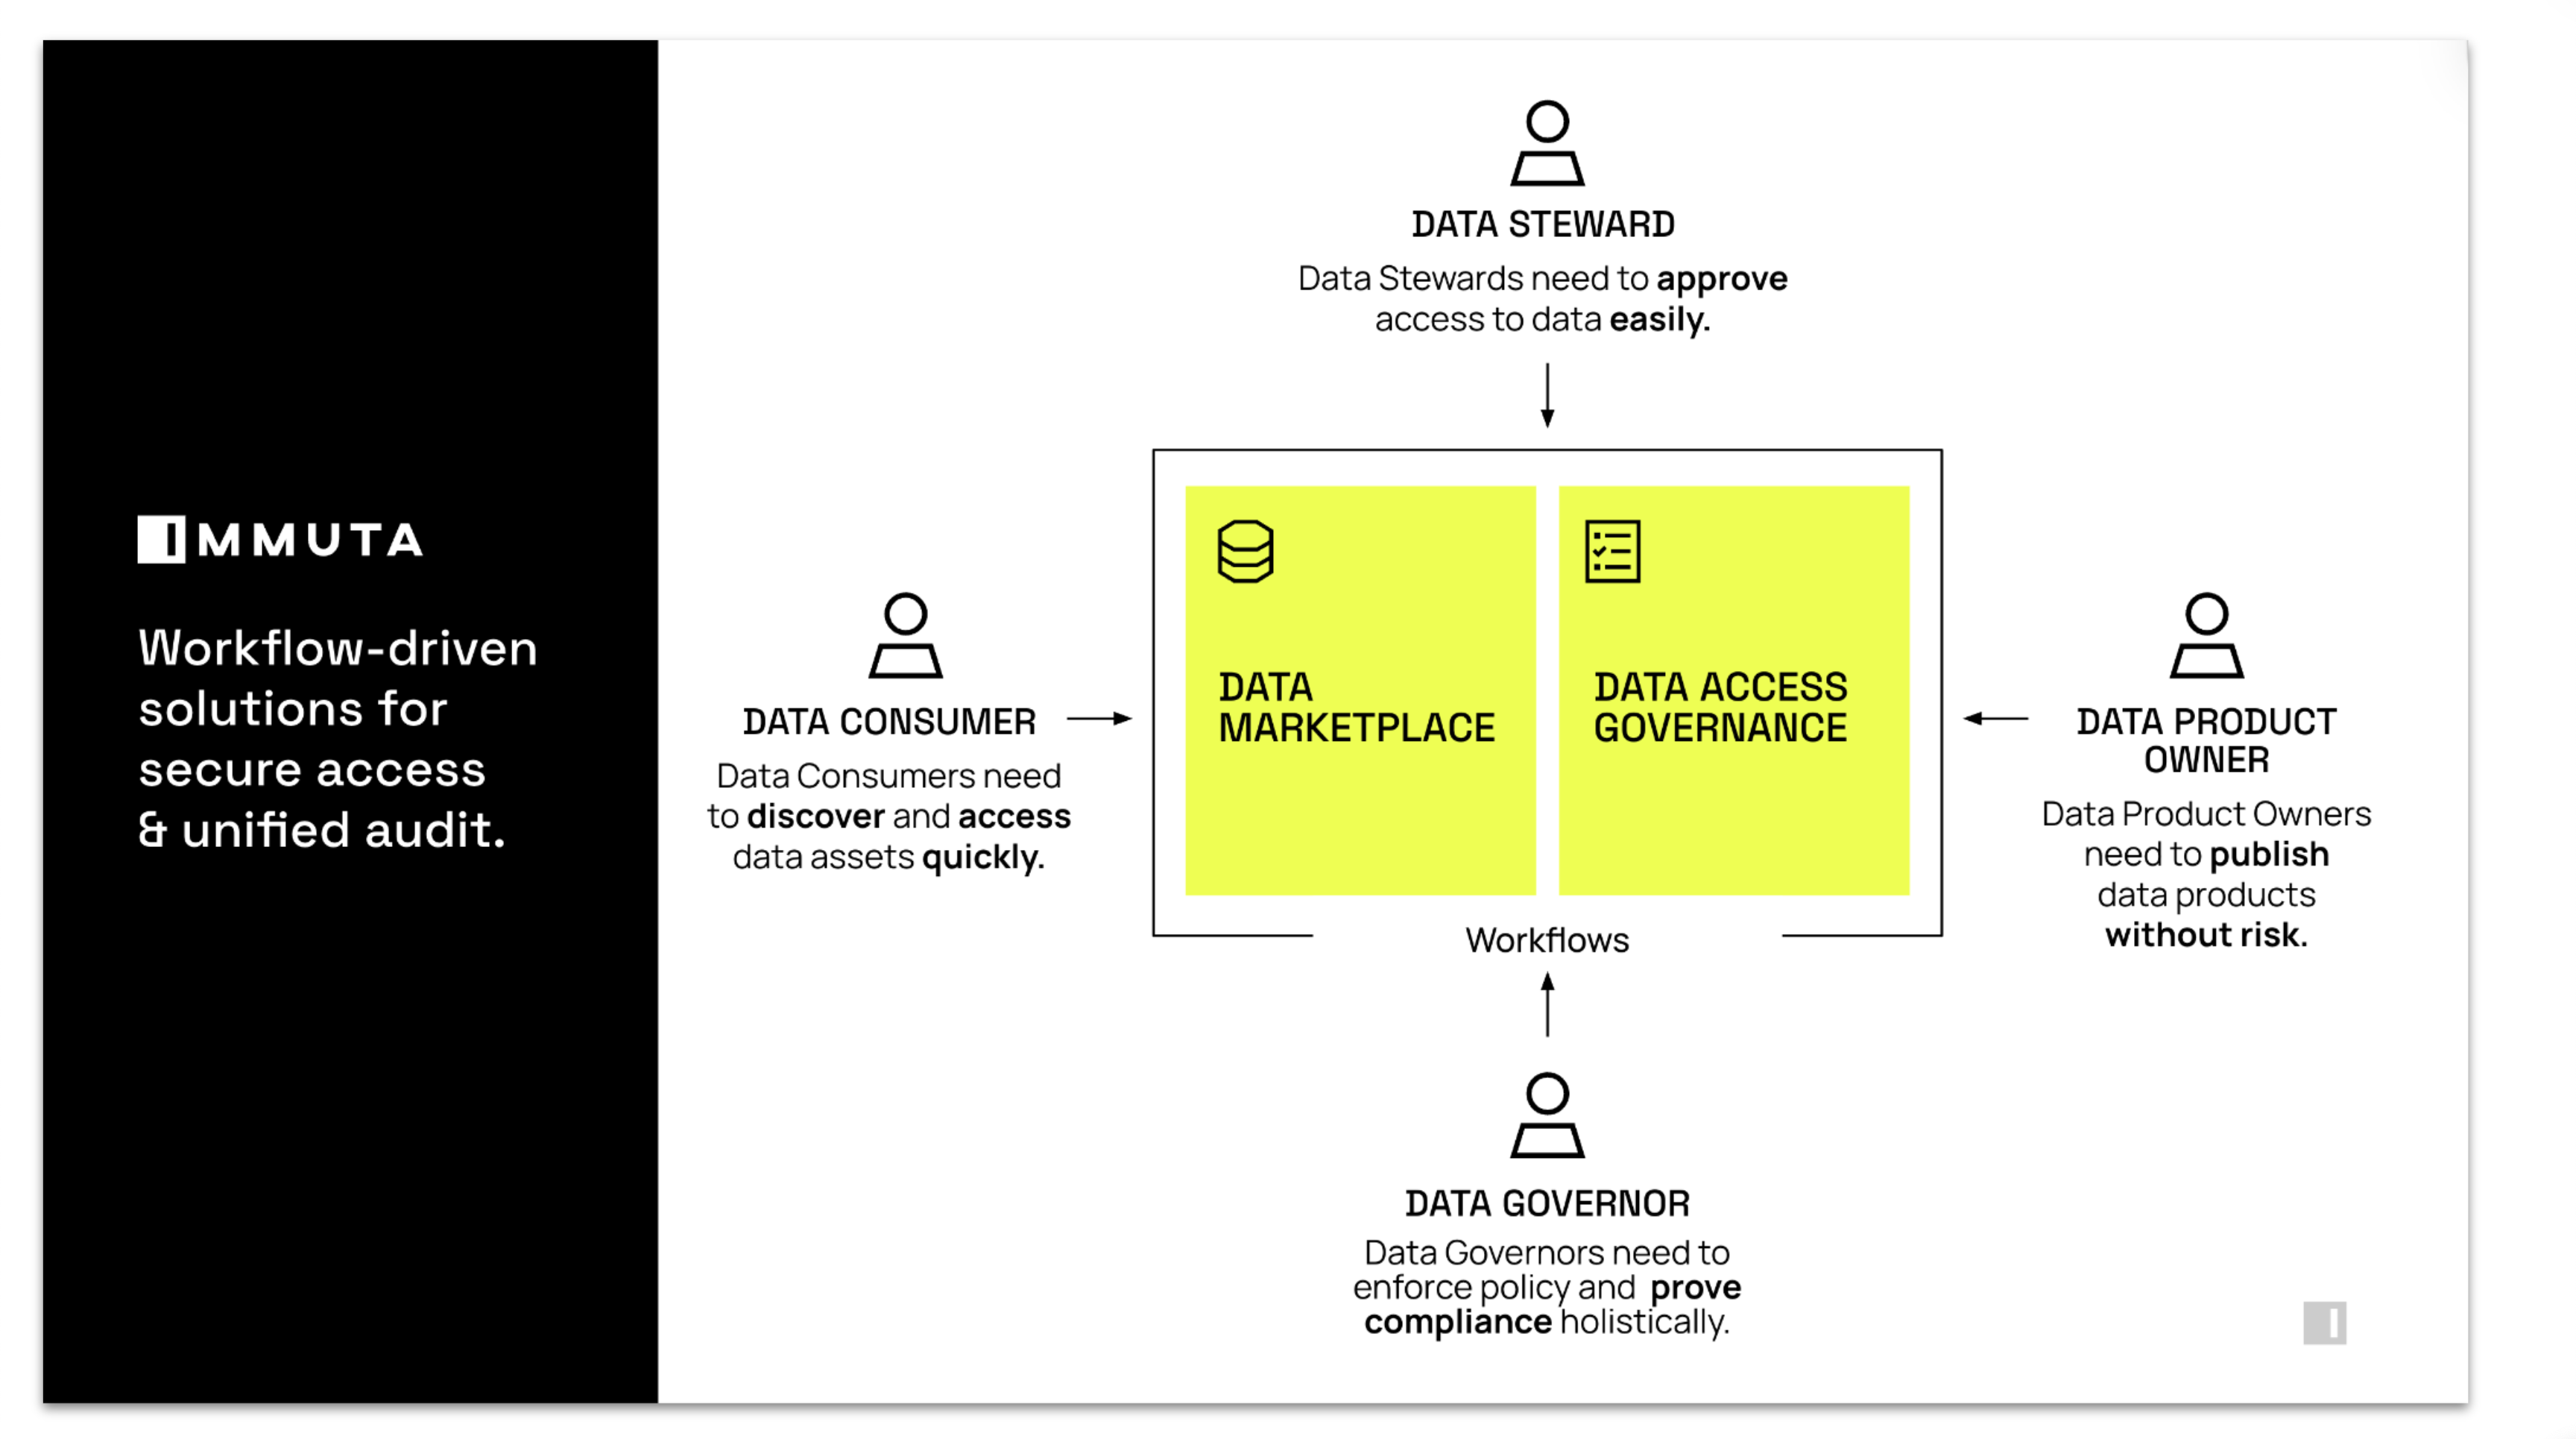 IMMUTA
Workflow-driven
solutions for
secure access
& unified audit.
DATA STEWARD
Data Stewards need to approve
access to data easily.
DATA CONSUMER
Data Consumers need
to discover and access
data assets quickly.
DATA
MARKETPLACE
DATA ACCESS
GOVERNANCE
Workflows
DATA PRODUCT
OWNER
Data Product Owners
need to publish
data products
without risk.
DATA GOVERNOR
Data Governors need to
enforce policy and prove
compliance holistically.